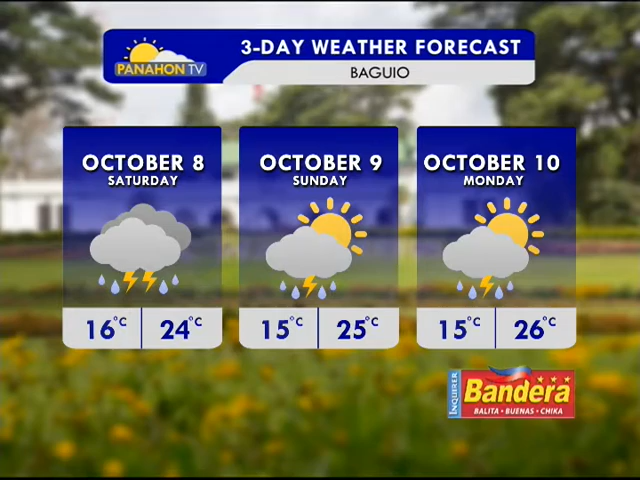 PANAHON TV
3-DAY WEATHER FORECAST
BAGUIO
OCTOBER 8
SATURDAY
16°C
24°C
OCTOBER 9
SUNDAY
15°C
25°C
OCTOBER 10
MONDAY
15°C
26°C
INQUIRER
Bandera
BALITA • BUENAS • CHIKA